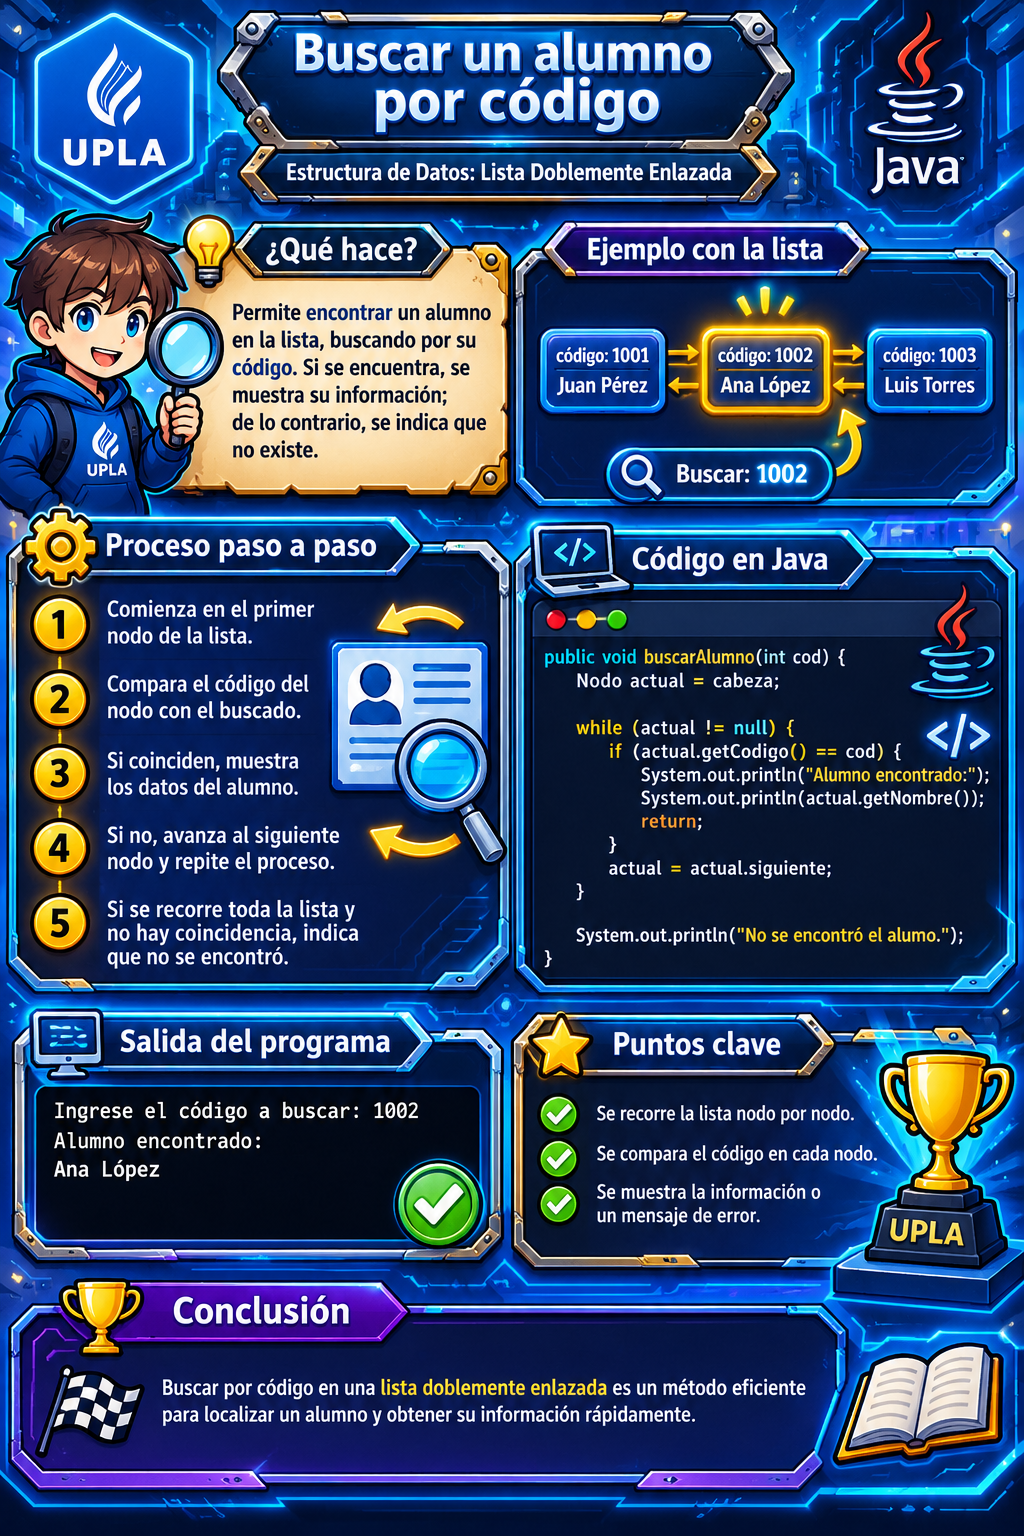 UPLA
Buscar un alumno
por código
Estructura de Datos: Lista Doblemente Enlazada
Java
¿Qué hace?
Permite encontrar un alumno
en la lista, buscando por su
código. Si se encuentra, se
muestra su información;
de lo contrario, se indica que
no existe.
UPLA
Ejemplo con la lista
código: 1001
Juan Pérez
código: 1002
Ana López
código: 1003
Luis Torres
Buscar: 1002
Proceso paso a paso
1
Comienza en el primer
nodo de la lista.
2
Compara el código del
nodo con el buscado.
3
Si coinciden, muestra
los datos del alumno.
4
Si no, avanza al siguiente
nodo y repite el proceso.
5
Si se recorre toda la lista y
no hay coincidencia, indica
que no se encontró.
</>
Código en Java
public void buscarAlumno(int cod) {
Nodo actual = cabeza;
while (actual != null) {
if (actual.getCodigo() == cod) {
System.out.println("Alumno encontrado:");
System.out.println(actual.getNombre());
return;
}
actual = actual.siguiente;
}
System.out.println("No se encontró el alumo.");
}
</>
Salida del programa
Ingrese el código a buscar: 1002
Alumno encontrado:
Ana López
Puntos clave
Se recorre la lista nodo por nodo.
Se compara el código en cada nodo.
Se muestra la información o
un mensaje de error.
UPLA
Conclusión
Buscar por código en una lista doblemente enlazada es un método eficiente
para localizar un alumno y obtener su información rápidamente.